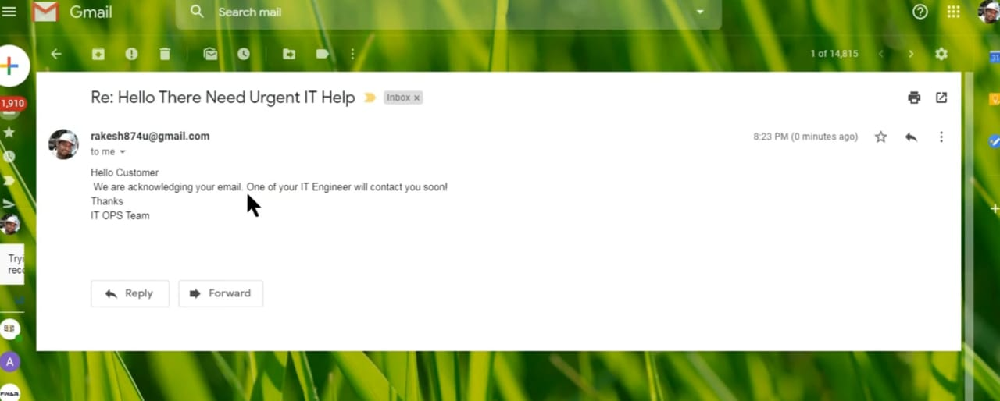 Gmail
Search mail
1 of 14,815
1,910
Re: Hello There Need Urgent IT Help
Inbox x
rakesh874u@gmail.com
8:23 PM (0 minutes ago)
to me
Hello Customer
We are acknowledging your email. One of your IT Engineer will contact you soon!
Thanks
IT OPS Team
Tryi
reco
Reply
Forward
A
31